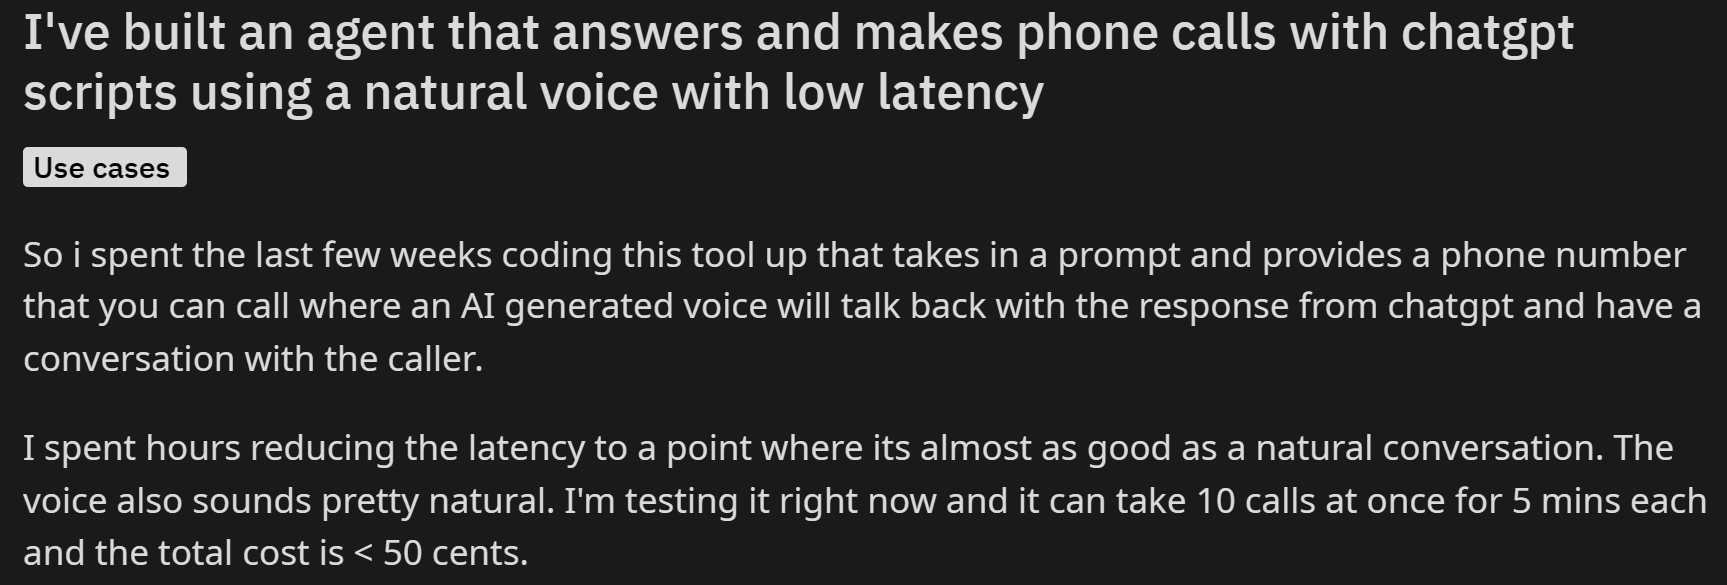 I've built an agent that answers and makes phone calls with chatgpt
scripts using a natural voice with low latency
Use cases
So i spent the last few weeks coding this tool up that takes in a prompt and provides a phone number
that you can call where an AI generated voice will talk back with the response from chatgpt and have a
conversation with the caller.
I spent hours reducing the latency to a point where its almost as good as a natural conversation. The
voice also sounds pretty natural. I'm testing it right now and it can take 10 calls at once for 5 mins each
and the total cost is < 50 cents.